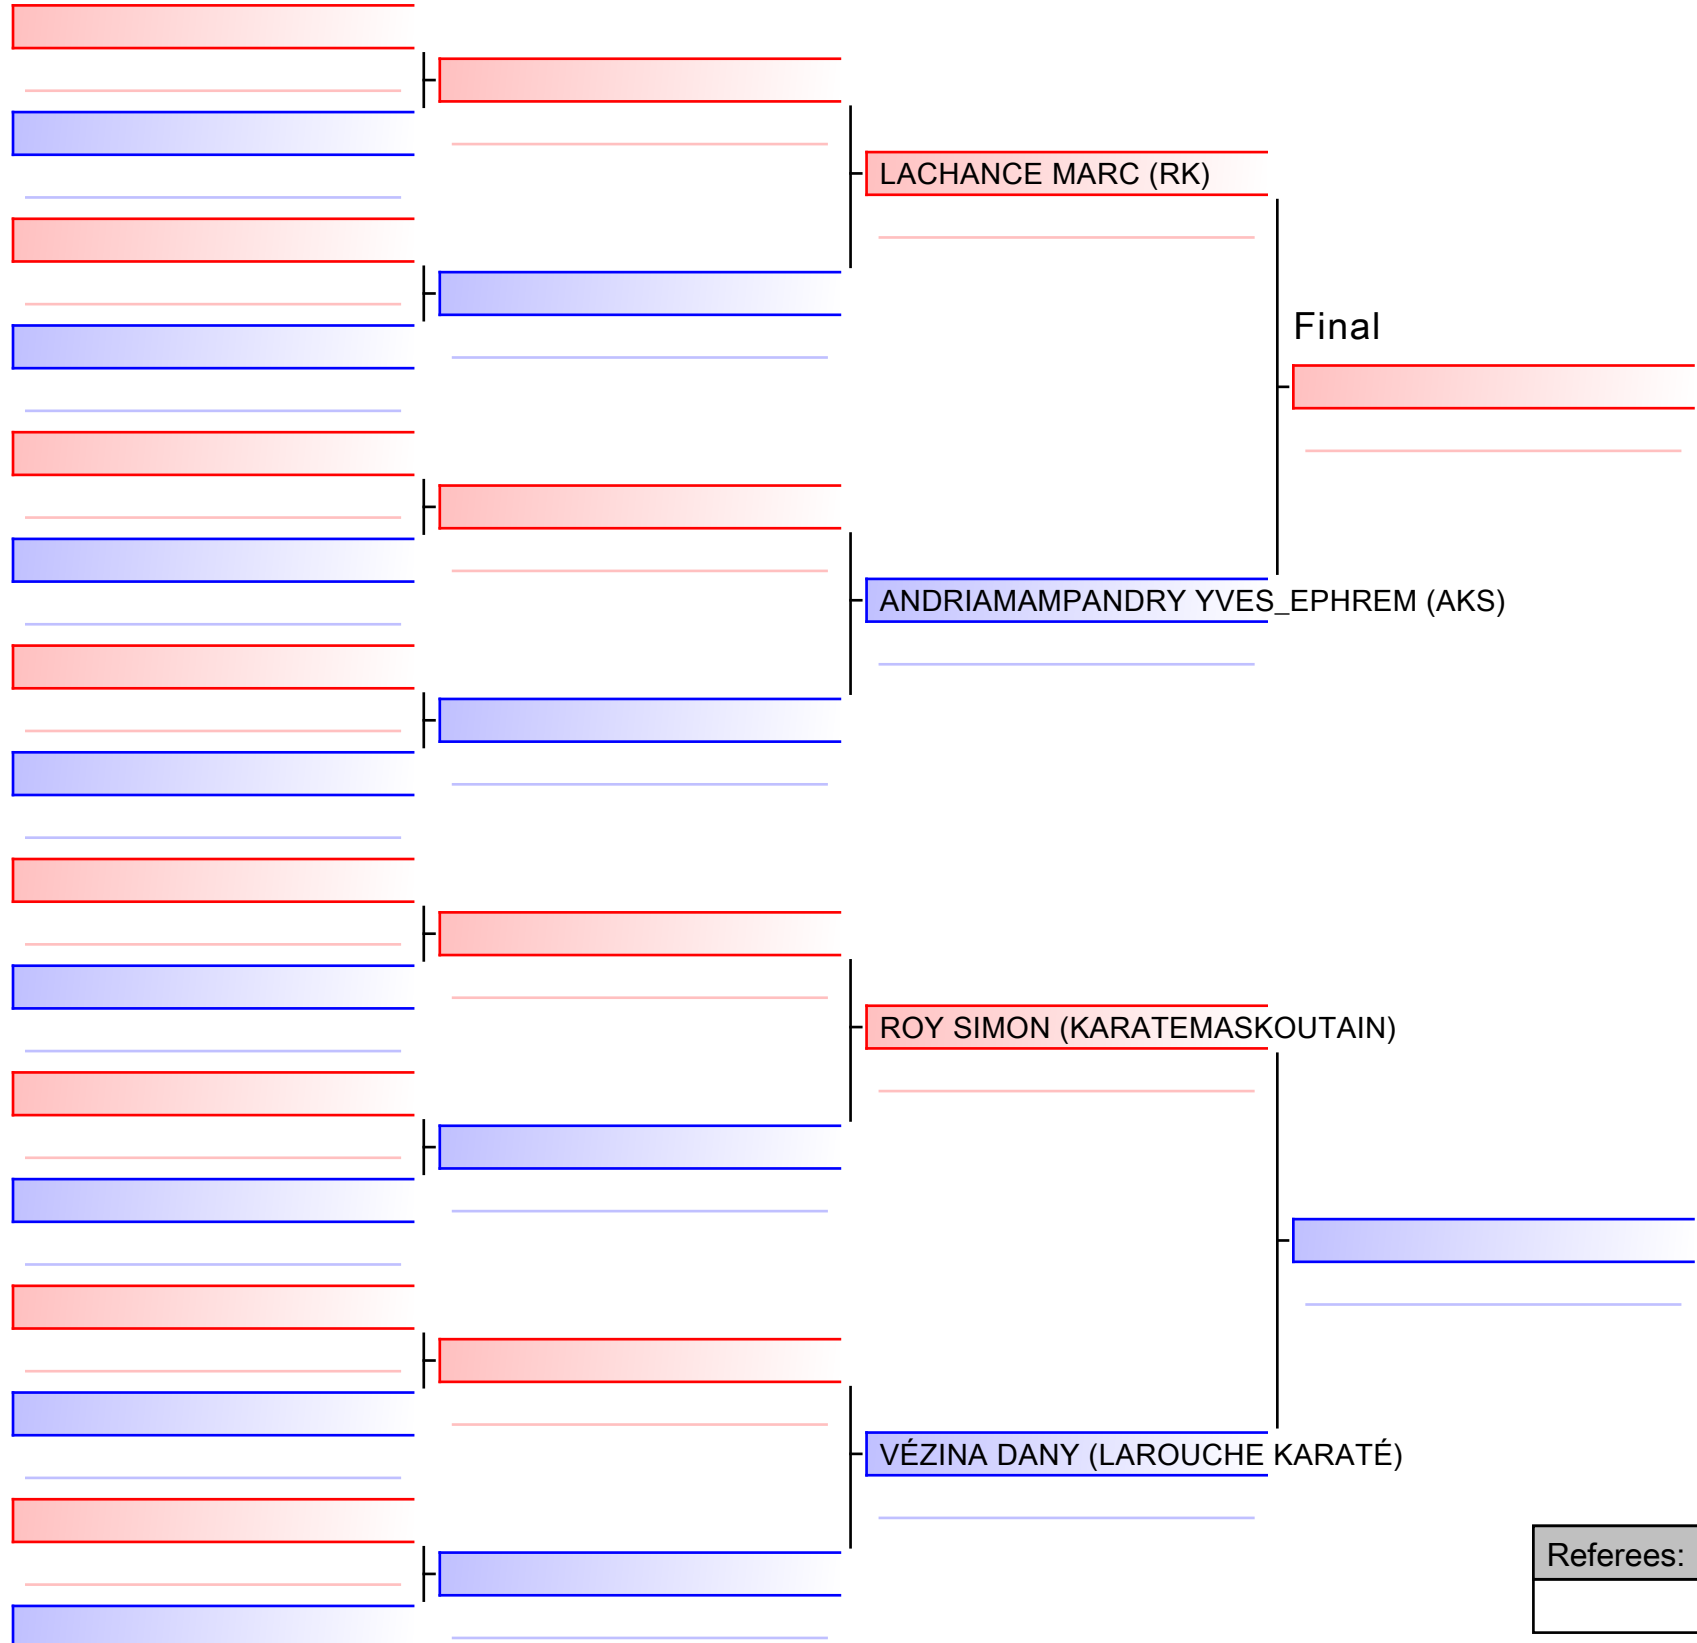 LACHANCE MARC (RK)
Final
ANDRIAMAMPANDRY YVES_EPHREM (AKS)
ROY SIMON (KARATEMASKOUTAIN)
VÉZINA DANY (LAROUCHE KARATÉ)
Referees: